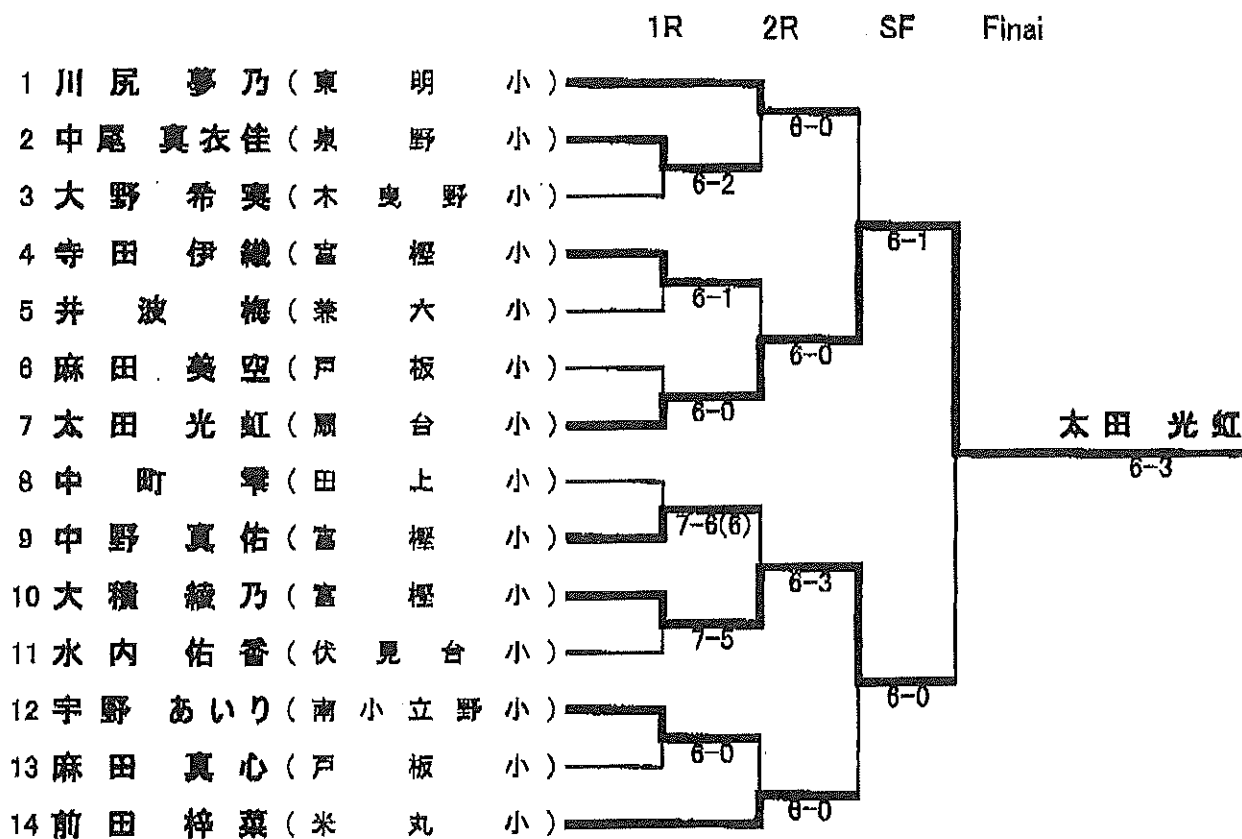 1R 2R SF Finai
1 川尻 夢乃 ( 東明小 )
6-0
2 中尾 真衣佳 ( 泉野小 )
6-2
3 大野 希実 ( 木曳野小 )
4 寺田 伊織 ( 富樫小 )
6-1
6-1
5 井波 梅 ( 兼六小 )
6 麻田 美空 ( 戸板小 )
6-0
6-0
7 太田 光虹 ( 扇台小 )
太田 光虹
6-3
8 中町 雫 ( 田上小 )
7-6(6)
9 中野 真佑 ( 富樫小 )
10 大積 綾乃 ( 富樫小 )
6-3
7-5
11 水内 佑香 ( 伏見台小 )
12 宇野 あいり ( 南小立野小 )
6-0
6-0
13 麻田 真心 ( 戸板小 )
14 前田 梓菜 ( 米丸小 )
6-0